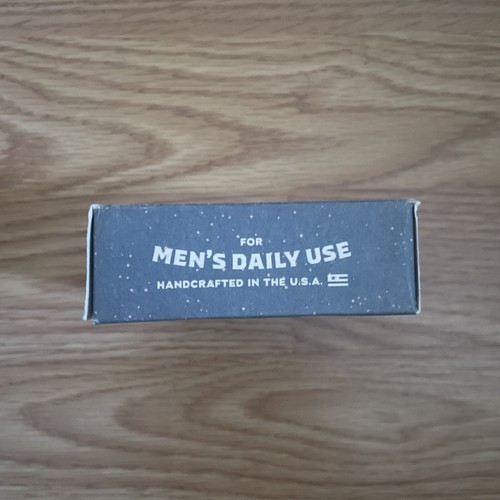 FOR
MEN'S DAILY USE
HANDCRAFTED IN THE U.S.A.